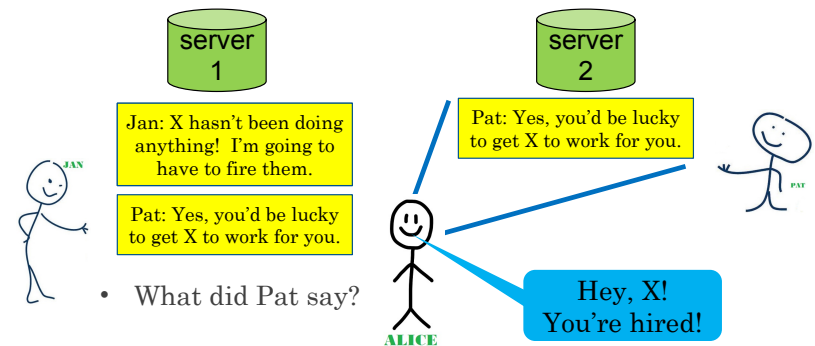 server
1
server
2
Jan: X hasn't been doing
anything! I'm going to
have to fire them.
Pat: Yes, you'd be lucky
to get X to work for you.
Pat: Yes, you'd be lucky
to get X to work for you.
JAN
PAT
• What did Pat say?
Hey, X!
You're hired!
ALICE